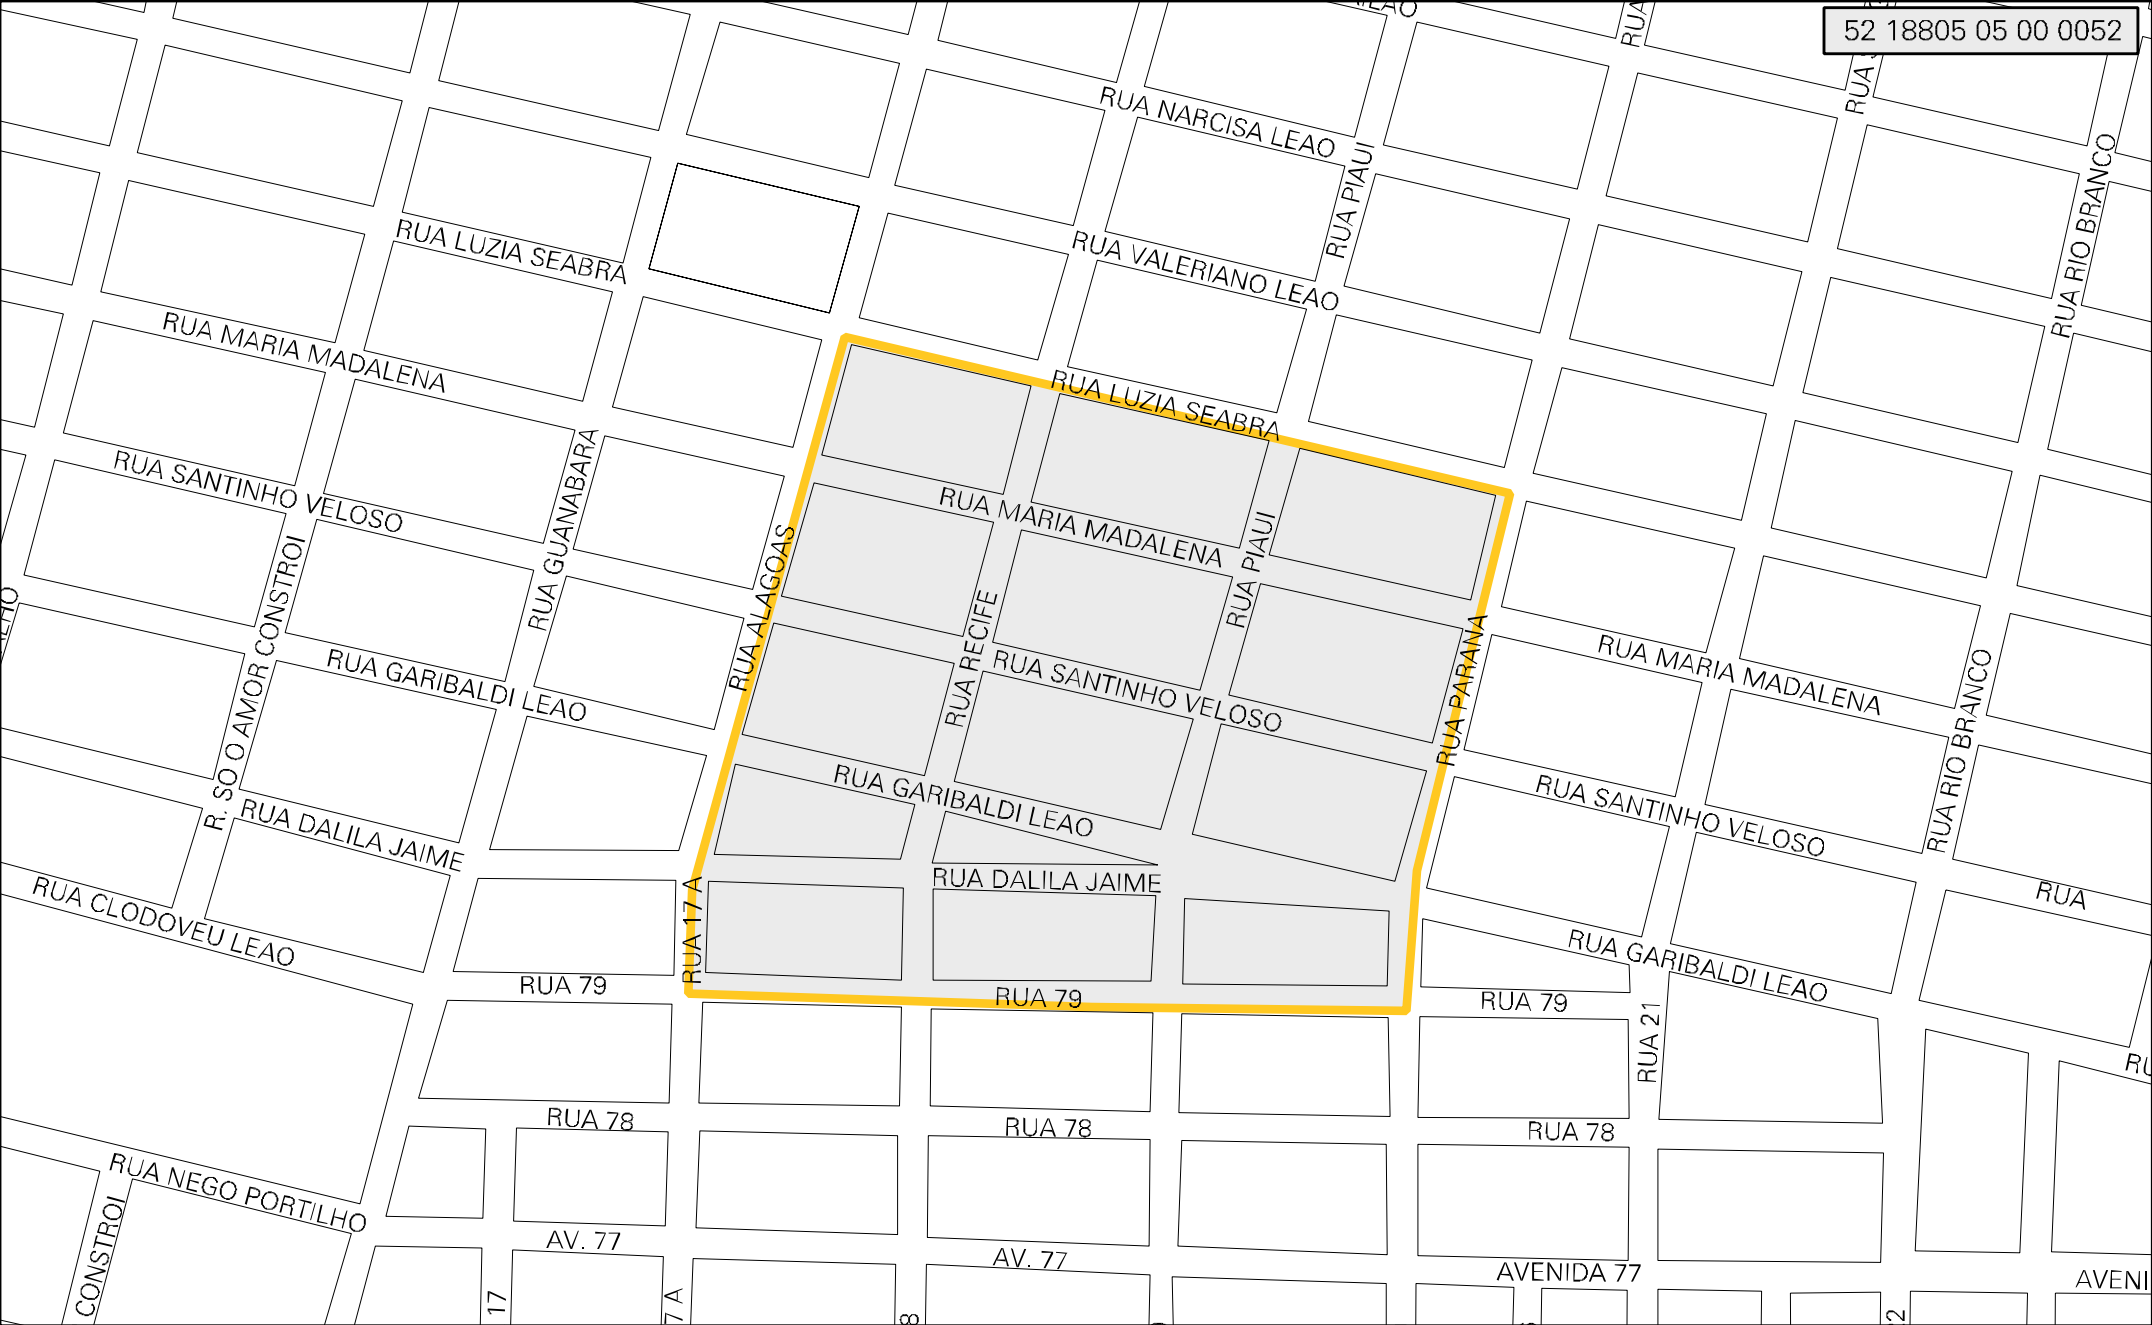 52 18805 05 00 0052
RUA
RUA NARCISA LEAO
RUA PIAUI
RUA RIO BRANCO
RUA LUZIA SEABRA
RUA VALERIANO LEAO
RUA MARIA MADALENA
RUA LUZIA SEABRA
RUA SANTINHO VELOSO
RUA GUANABARA
RUA MARIA MADALENA
RUA PIAUI
RUA ALAGOAS
R. SO O AMOR CONSTROI
RUA RECIFE
RUA PARANA
RUA MARIA MADALENA
RUA GARIBALDI LEAO
RUA SANTINHO VELOSO
RUA RIO BRANCO
RUA GARIBALDI LEAO
RUA SANTINHO VELOSO
RUA DALILA JAIME
RUA DALILA JAIME
RUA
RUA CLODOVEU LEAO
RUA 17 A
RUA GARIBALDI LEAO
RUA 79
RUA 79
RUA 79
RUA 21
RUA 78
RUA 78
RUA 78
RUA NEGO PORTILHO
CONSTROI
AV. 77
AV. 77
AVENIDA 77
AVENI
17
7 A